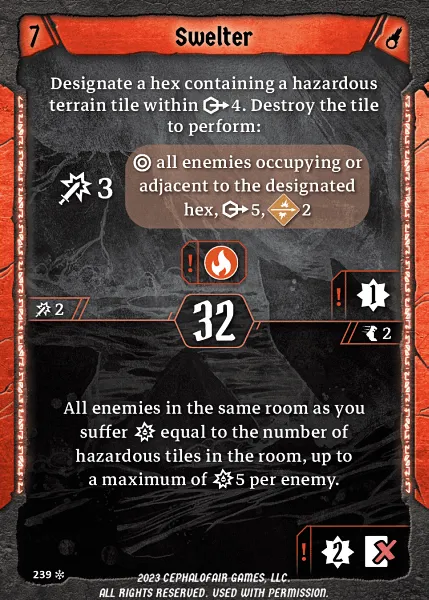 7
Swelter
Designate a hex containing a hazardous
terrain tile within 4. Destroy the tile
to perform:
3
all enemies occupying or
adjacent to the designated
hex, 5, 2
!
! 1
2
32
2
All enemies in the same room as you
suffer equal to the number of
hazardous tiles in the room, up to
a maximum of 5 per enemy.
! 2
239
2023 CEPHALOFAIR GAMES, LLC.
ALL RIGHTS RESERVED. USED WITH PERMISSION.